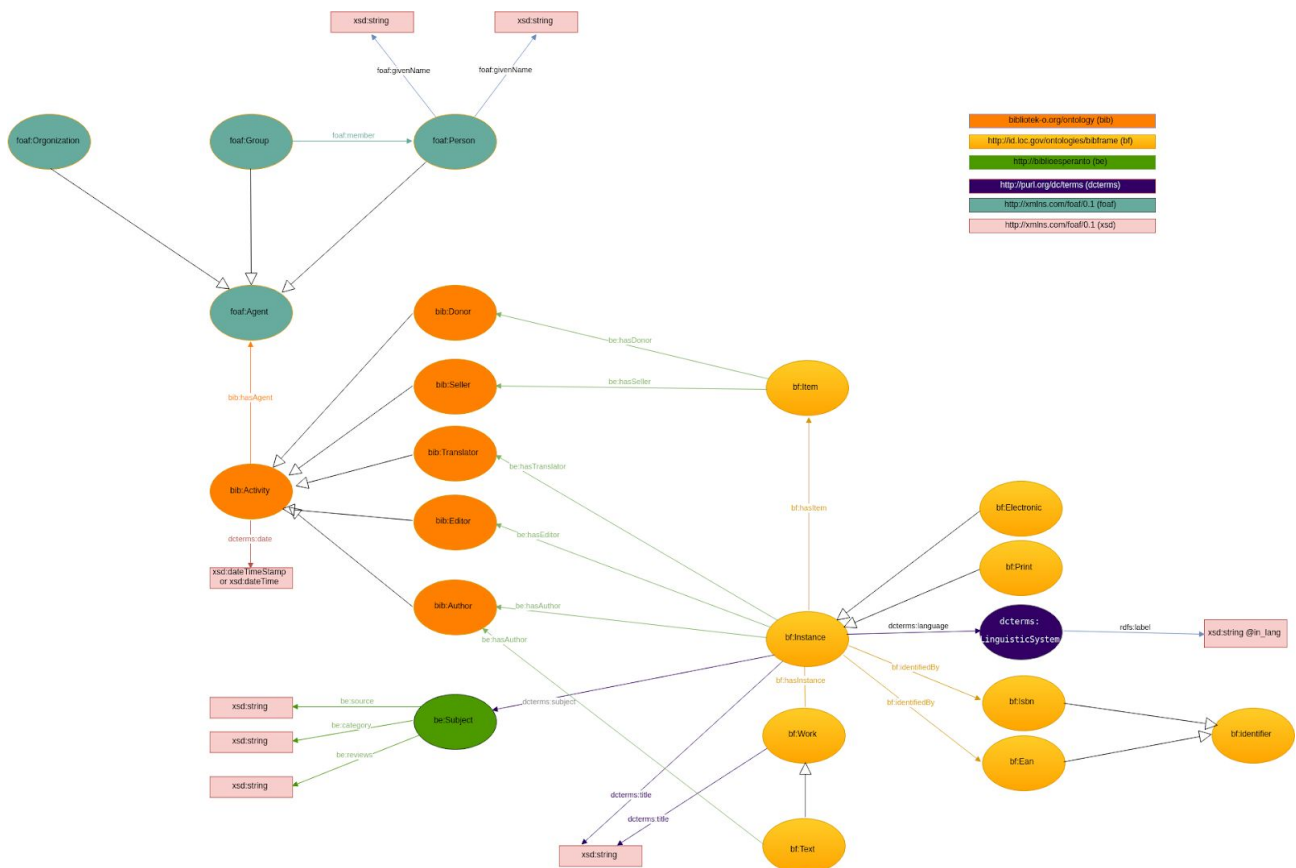 xsd:string
xsd:string
foaf:givenName
foaf:givenName
foaf:Orgonization
foaf:Group
foaf:member
foaf:Person
bibliotek-o.org/ontology (bib)
http://id.loc.gov/ontologies/bibframe (bf)
http://biblioesperanto (be)
http://purl.org/dc/terms (dcterms)
http://xmlns.com/foaf/0.1 (foaf)
http://xmlns.com/foaf/0.1 (xsd)
foaf:Agent
bib:Donor
be:hasDonor
bib:Seller
be:hasSeller
bf:Item
bib:hasAgent
bib:Translator
be:hasTranslator
bib:Activity
bf:hasItem
bf:Electronic
bib:Editor
be:hasEditor
dcterms:date
xsd:dateTimeStamp
or xsd:dateTime
bf:Print
bib:Author
be:hasAuthor
be:hasAuthor
bf:Instance
dcterms:language
dcterms:
LinguisticSystem
rdfs:label
xsd:string @in_lang
bf:identifiedBy
bf:hasInstance
bf:identifiedBy
bf:Isbn
be:source
xsd:string
be:Subject
dcterms:subject
be:category
xsd:string
bf:Work
bf:Identifier
be:reviews
xsd:string
bf:Ean
dcterms:title
dcterms:title
bf:Text
xsd:string